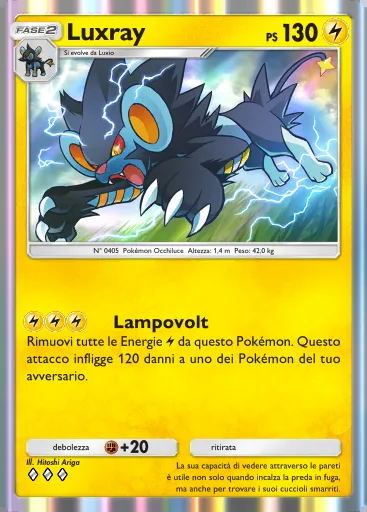 FASE 2 Luxray PS 130
Si evolve da Luxio
N° 0405 Pokémon Occhiluce Altezza: 1,4 m Peso: 42,0 kg
Lampovolt
Rimuovi tutte le Energie da questo Pokémon. Questo
attacco infligge 120 danni a uno dei Pokémon del tuo
avversario.
debolezza +20 ritirata
Ill. Hitoshi Ariga
La sua capacità di vedere attraverso le pareti
è utile non solo quando incalza la preda in fuga,
ma anche per trovare i suoi cuccioli smarriti.